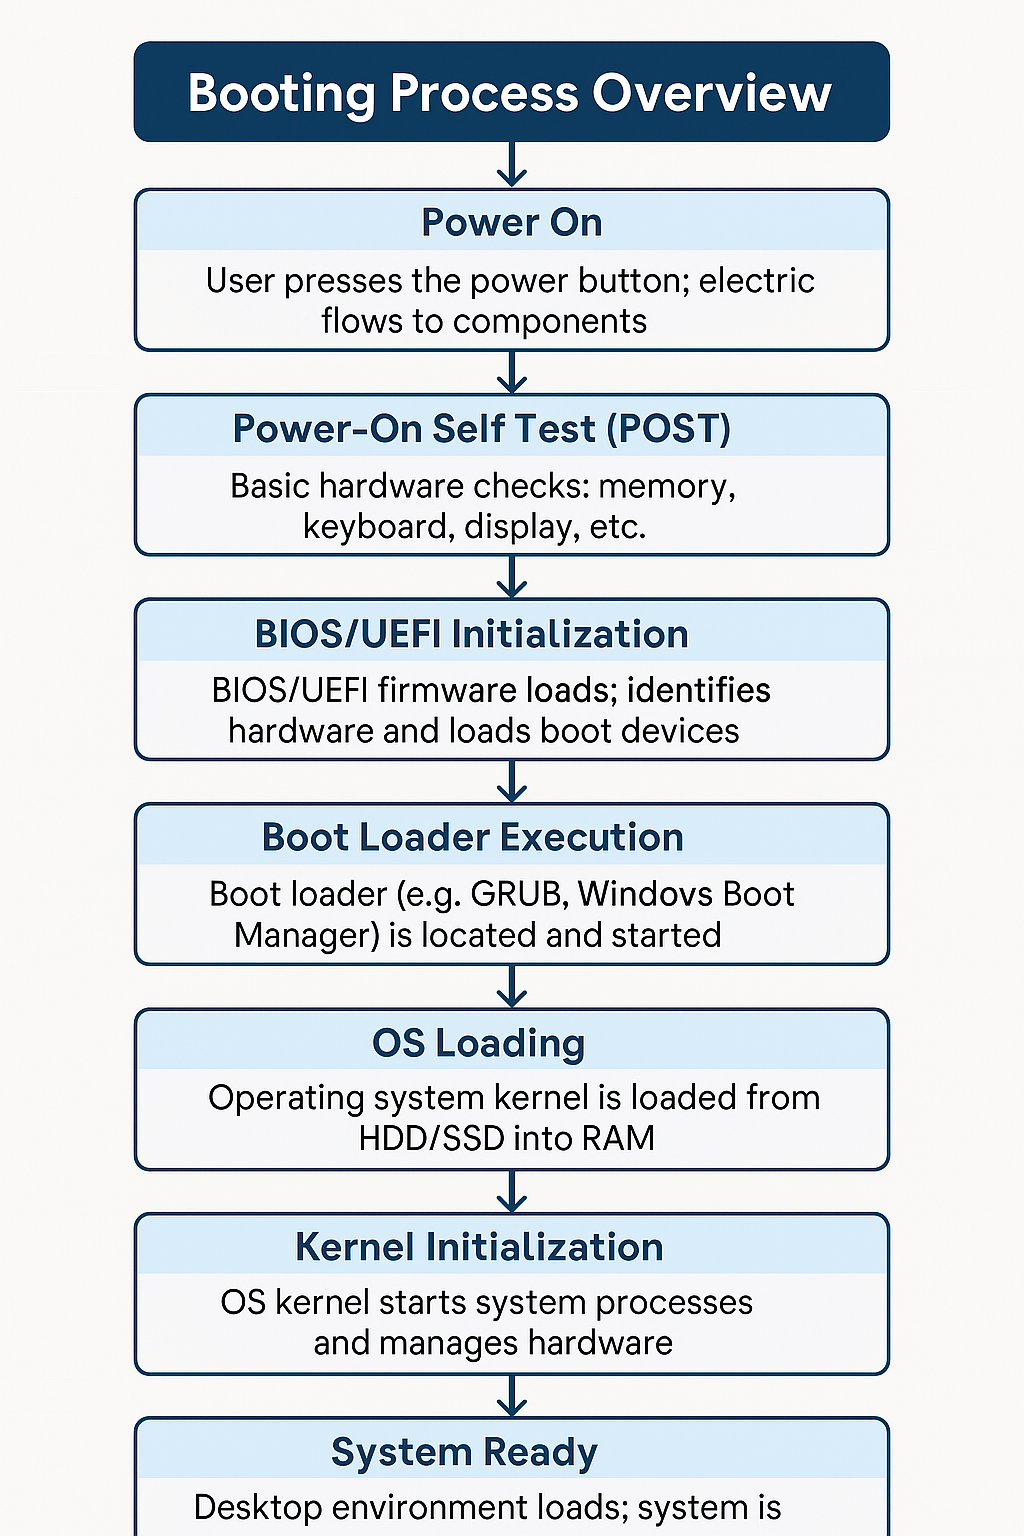 Booting Process Overview
Power On
User presses the power button; electric
flows to components
Power-On Self Test (POST)
Basic hardware checks: memory,
keyboard, display, etc.
BIOS/UEFI Initialization
BIOS/UEFI firmware loads; identifies
hardware and loads boot devices
Boot Loader Execution
Boot loader (e.g. GRUB, Windovs Boot
Manager) is located and started
OS Loading
Operating system kernel is loaded from
HDD/SSD into RAM
Kernel Initialization
OS kernel starts system processes
and manages hardware
System Ready
Desktop environment loads; system is